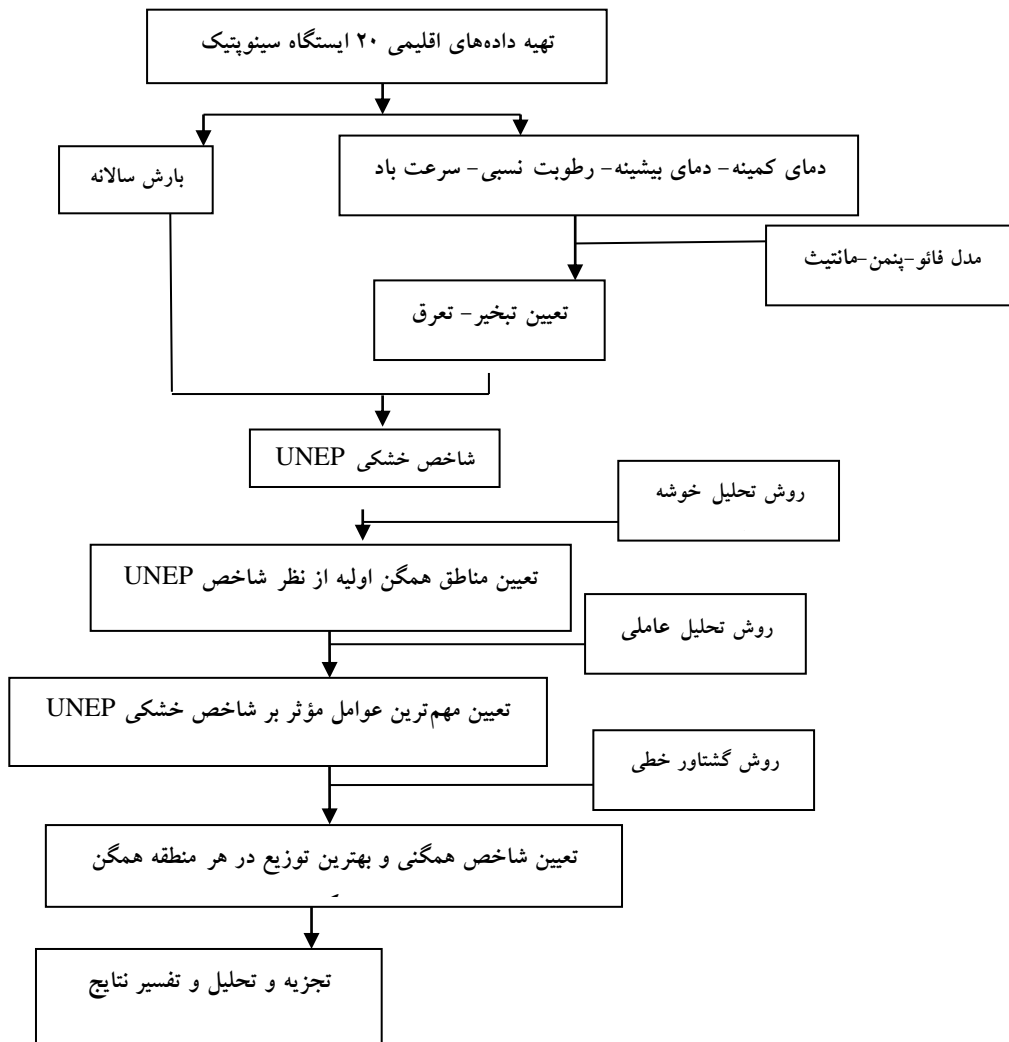 تهیه داده‌های اقلیمی ۲۰ ایستگاه سینوپتیک
دمای کمینه- دمای بیشینه- رطوبت نسبی- سرعت باد
بارش سالانه
مدل فائو-پنمن-مانتیث
تعیین تبخیر- تعرق
شاخص خشکی UNEP
روش تحلیل خوشه
تعیین مناطق همگن اولیه از نظر شاخص UNEP
روش تحلیل عاملی
تعیین مهم‌ترین عوامل مؤثر بر شاخص خشکی UNEP
روش گشتاور خطی
تعیین شاخص همگنی و بهترین توزیع در هر منطقه همگن
تجزیه و تحلیل و تفسیر نتایج